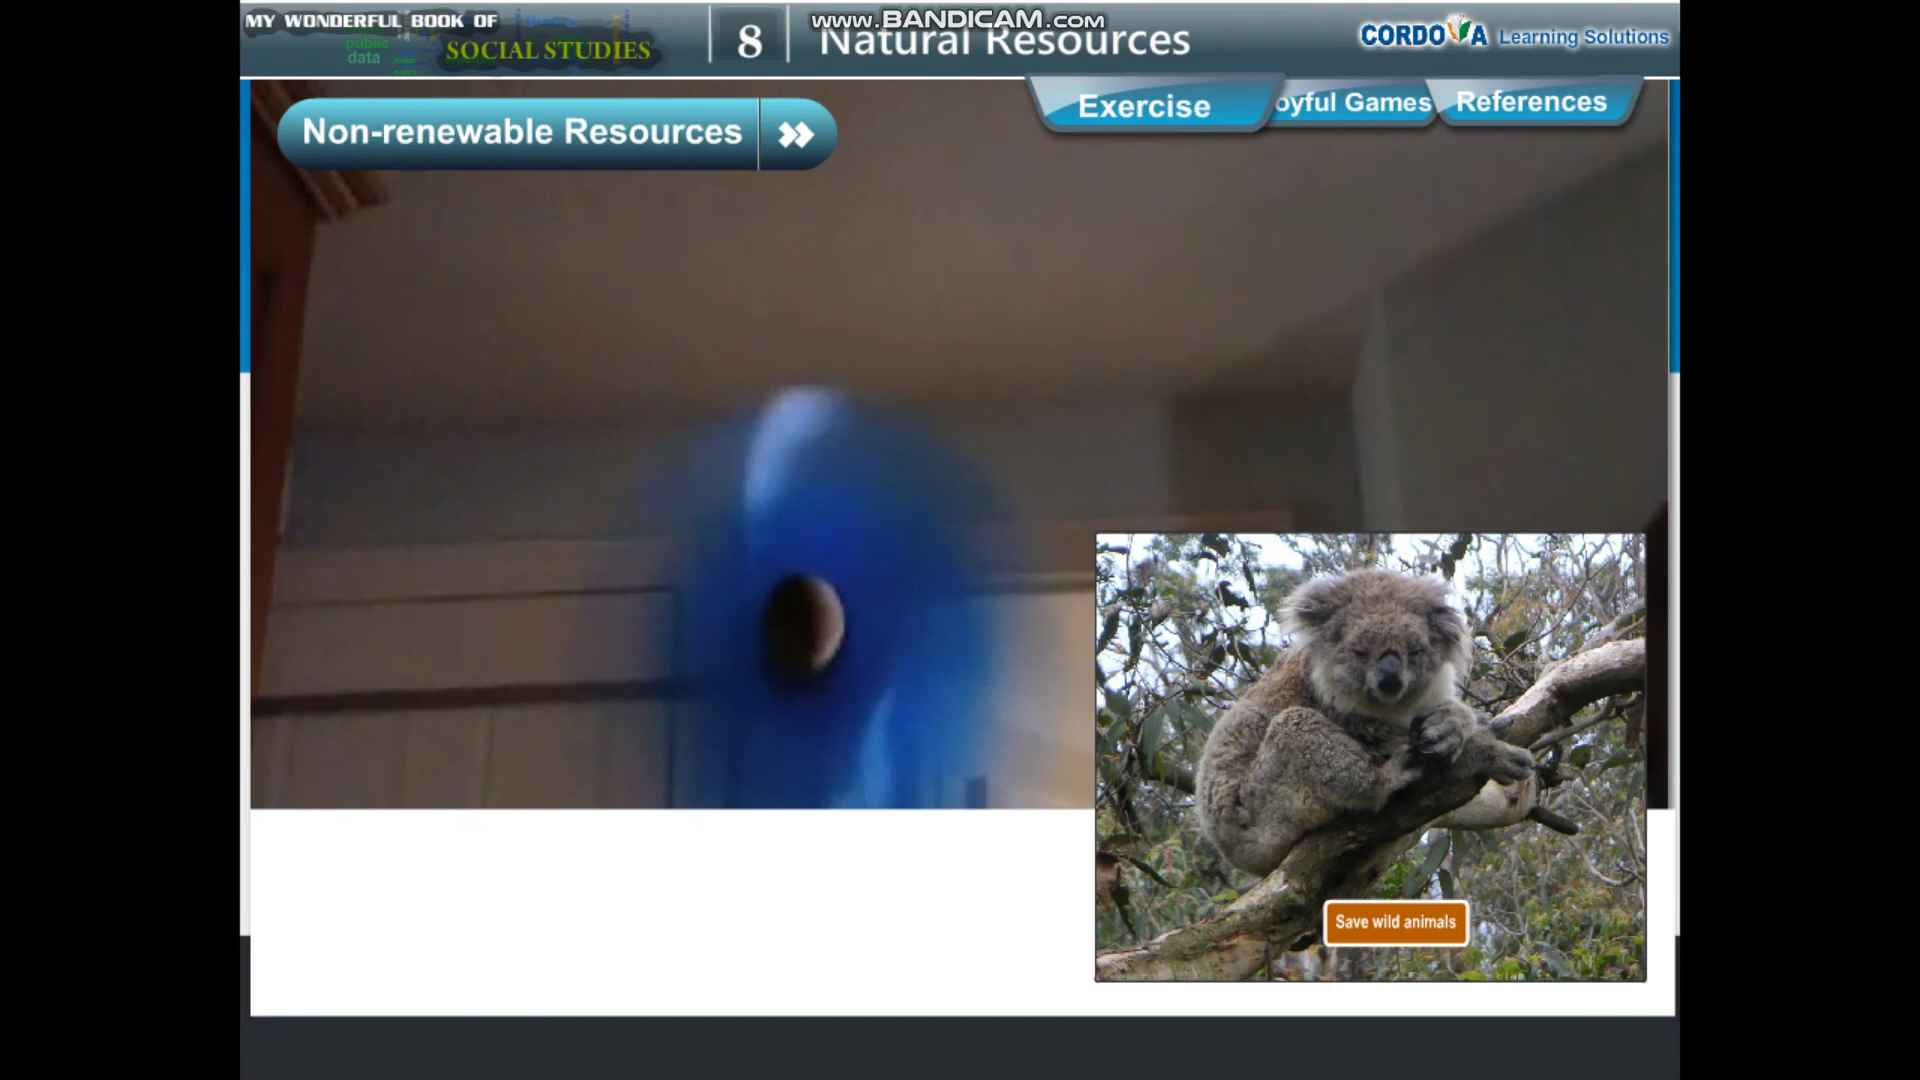 MY WONDERFUL BOOK OF
SOCIAL STUDIES
public
data
8
www.BANDICAM.com
Natural Resources
CORDOVA Learning Solutions
Non-renewable Resources
Exercise
oyful Games
References
Save wild animals